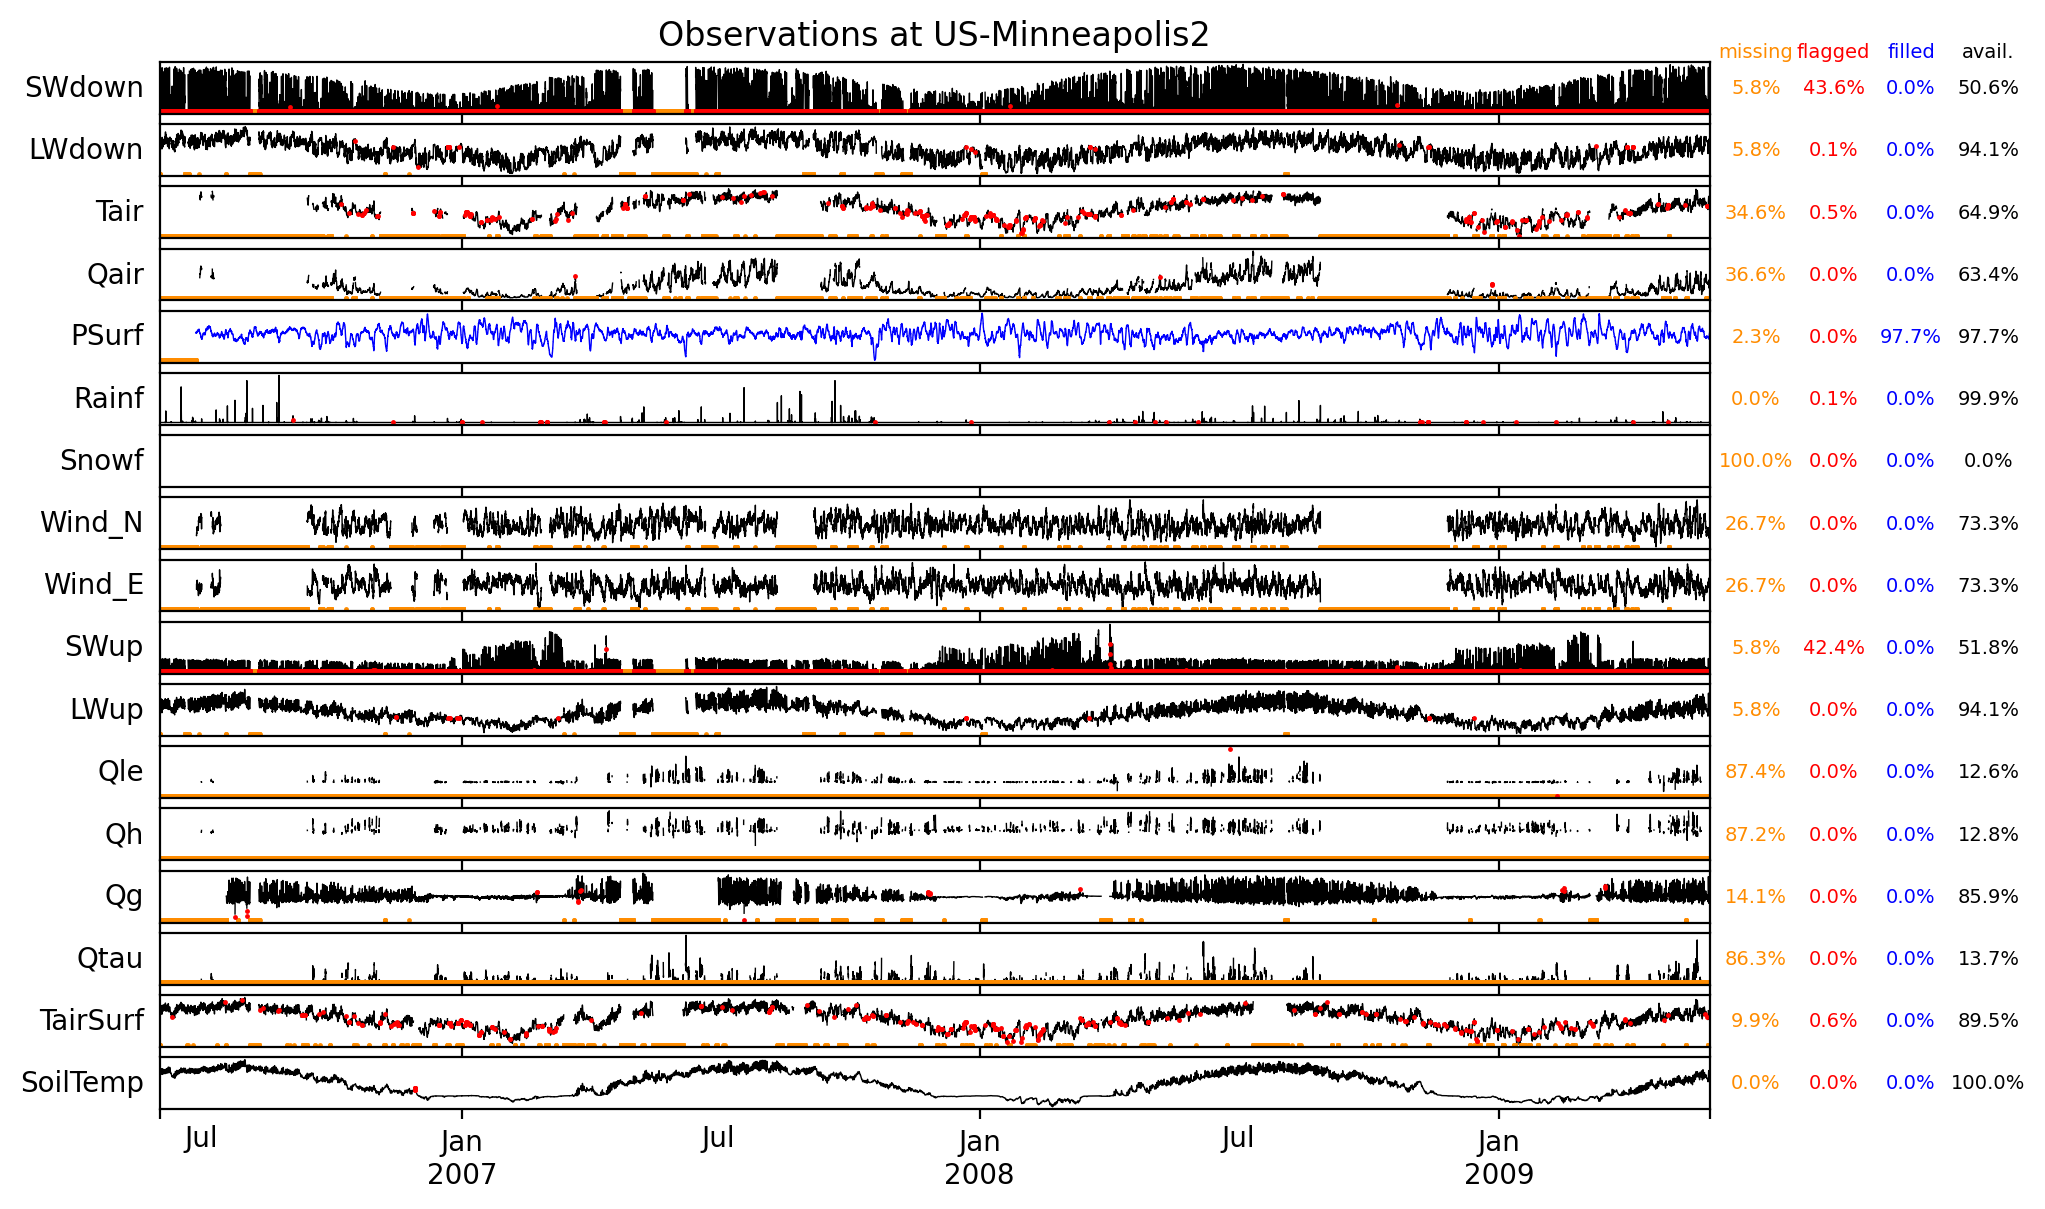 Observations at US-Minneapolis2
missing flagged filled avail.
SWdown 5.8% 43.6% 0.0% 50.6%
LWdown 5.8% 0.1% 0.0% 94.1%
Tair 34.6% 0.5% 0.0% 64.9%
Qair 36.6% 0.0% 0.0% 63.4%
PSurf 2.3% 0.0% 97.7% 97.7%
Rainf 0.0% 0.1% 0.0% 99.9%
Snowf 100.0% 0.0% 0.0% 0.0%
Wind_N 26.7% 0.0% 0.0% 73.3%
Wind_E 26.7% 0.0% 0.0% 73.3%
SWup 5.8% 42.4% 0.0% 51.8%
LWup 5.8% 0.0% 0.0% 94.1%
Qle 87.4% 0.0% 0.0% 12.6%
Qh 87.2% 0.0% 0.0% 12.8%
Qg 14.1% 0.0% 0.0% 85.9%
Qtau 86.3% 0.0% 0.0% 13.7%
TairSurf 9.9% 0.6% 0.0% 89.5%
SoilTemp 0.0% 0.0% 0.0% 100.0%
Jul Jan Jul Jan Jul Jan
2007 2008 2009